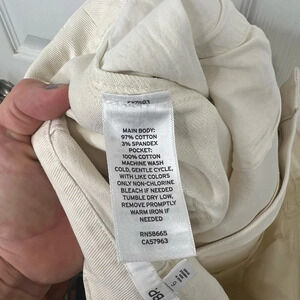 MAIN BODY:
97% COTTON
3% SPANDEX
POCKET:
100% COTTON
MACHINE WASH
COLD, GENTLE CYCLE,
WITH LIKE COLORS
ONLY NON-CHLORINE
BLEACH IF NEEDED
TUMBLE DRY LOW,
REMOVE PROMPTLY
WARM IRON IF
NEEDED
RN58665
CA57963